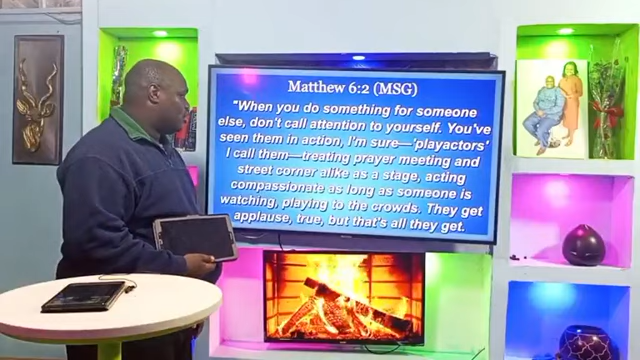 Matthew 6:2 (MSG)
"When you do something for someone
else, don't call attention to yourself. You've
seen them in action, I'm sure—'playactors'
I call them—treating prayer meeting and
street corner alike as a stage, acting
compassionate as long as someone is
watching, playing to the crowds. They get
applause, true, but that's all they get.